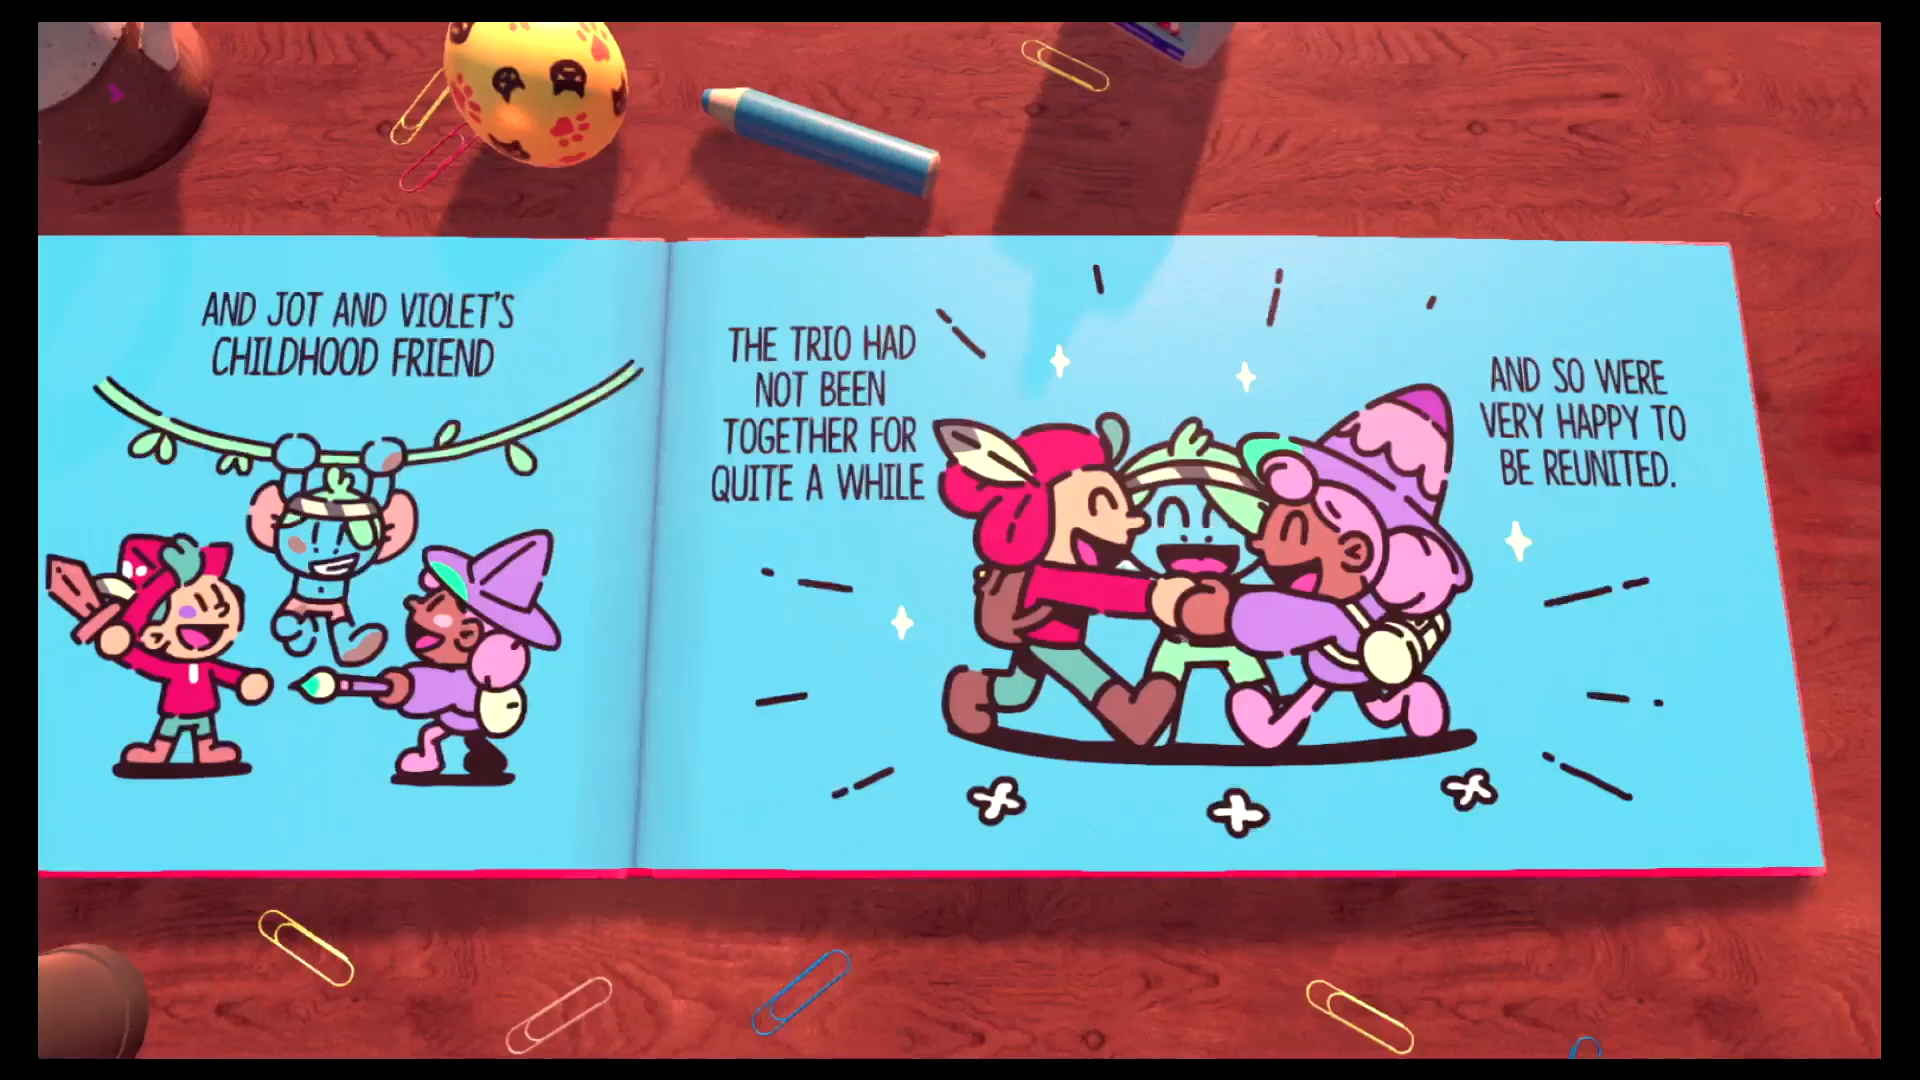 AND JOT AND VIOLET'S
CHILDHOOD FRIEND
THE TRIO HAD
NOT BEEN
TOGETHER FOR
QUITE A WHILE
AND SO WERE
VERY HAPPY TO
BE REUNITED.